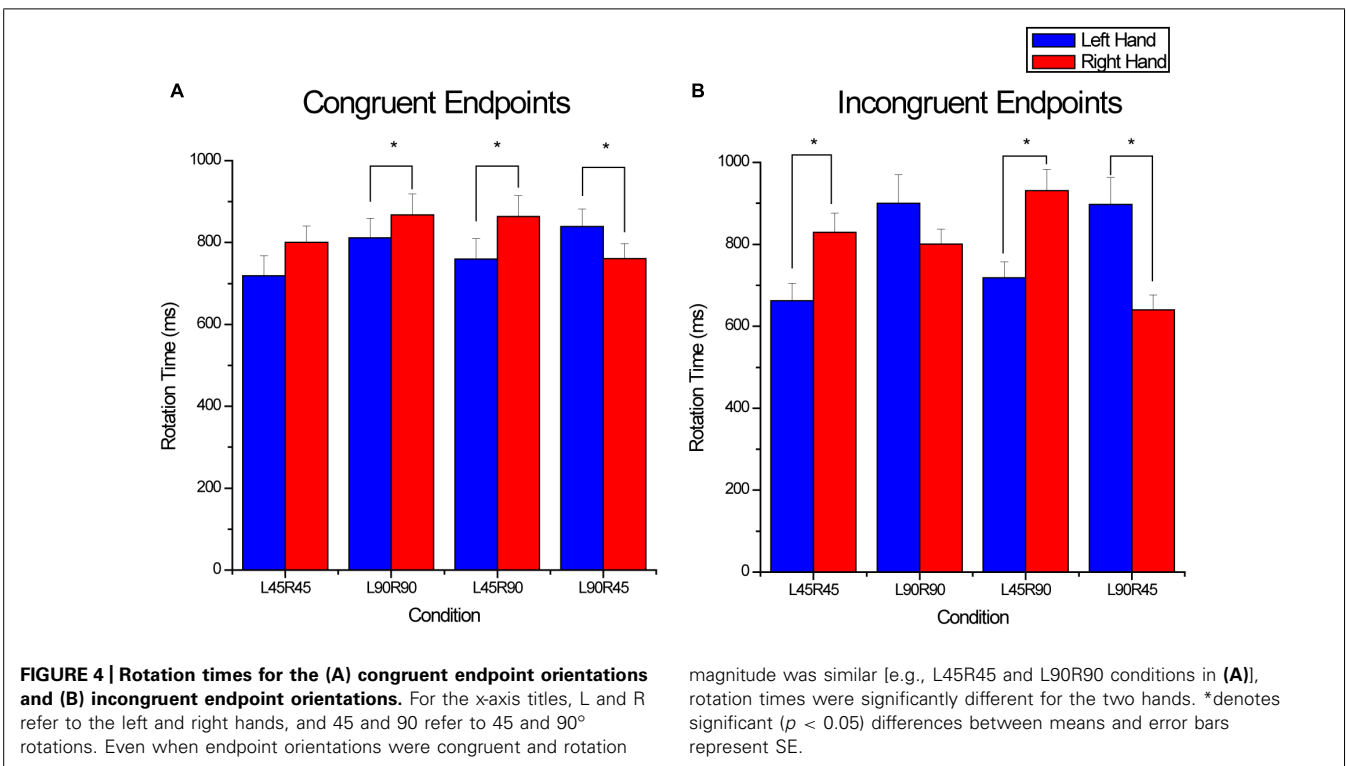 Left Hand
Right Hand
A
Congruent Endpoints
*
*
*
1000
800
600
400
200
0
Rotation Time (ms)
L45R45 L90R90 L45R90 L90R45
Condition
B
Incongruent Endpoints
*
*
*
1000
800
600
400
200
0
Rotation Time (ms)
L45R45 L90R90 L45R90 L90R45
Condition
FIGURE 4 | Rotation times for the (A) congruent endpoint orientations
and (B) incongruent endpoint orientations. For the x-axis titles, L and R
refer to the left and right hands, and 45 and 90 refer to 45 and 90°
rotations. Even when endpoint orientations were congruent and rotation
magnitude was similar [e.g., L45R45 and L90R90 conditions in (A)],
rotation times were significantly different for the two hands. *denotes
significant (p < 0.05) differences between means and error bars
represent SE.